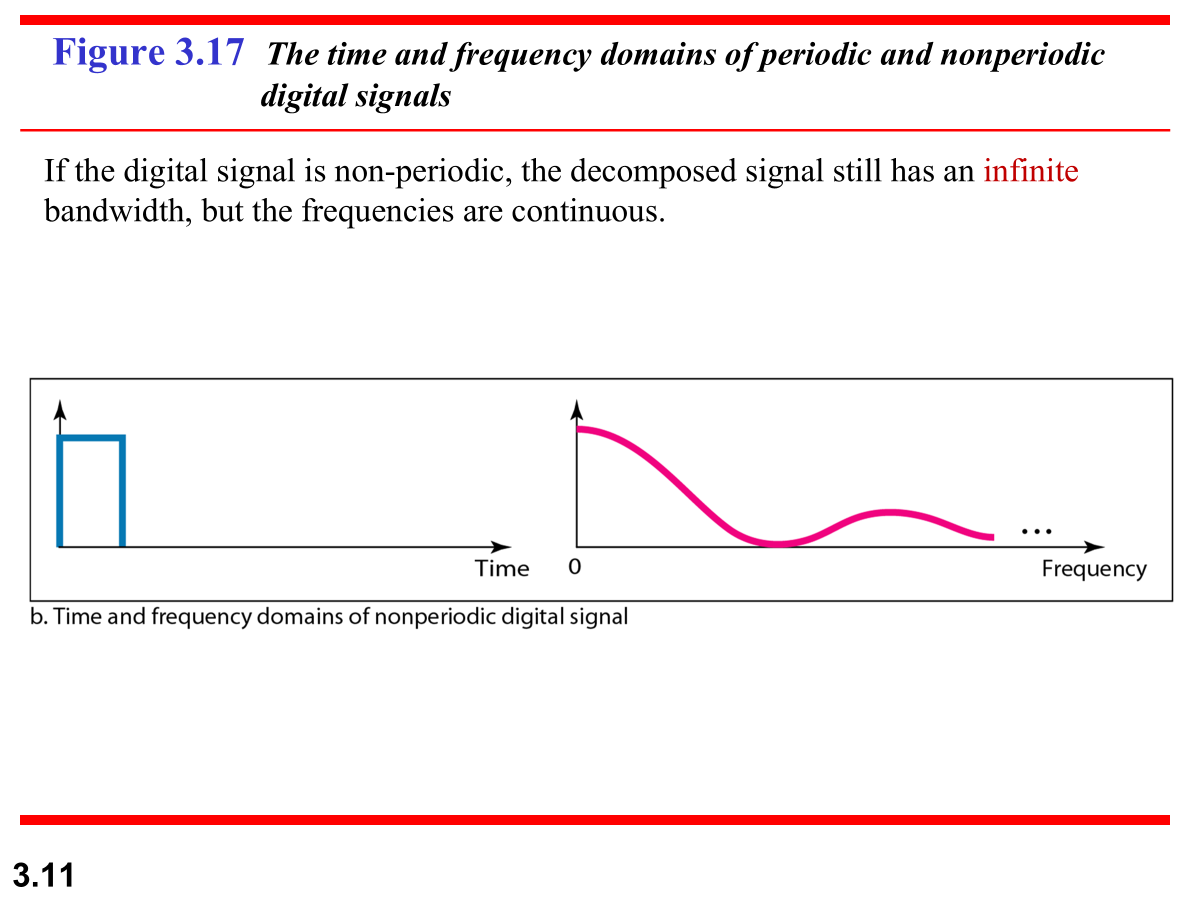 Figure 3.17 The time and frequency domains of periodic and nonperiodic
digital signals
If the digital signal is non-periodic, the decomposed signal still has an infinite
bandwidth, but the frequencies are continuous.
...
Time
0
Frequency
b. Time and frequency domains of nonperiodic digital signal
3.11